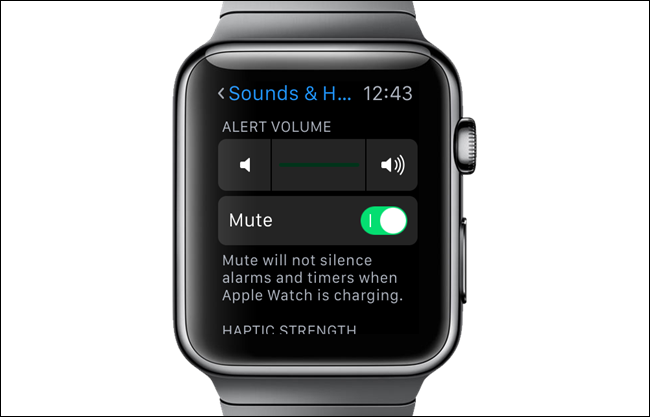 Sounds & H... 12:43
ALERT VOLUME
Mute
Mute will not silence
alarms and timers when
Apple Watch is charging.
HAPTIC STRENGTH